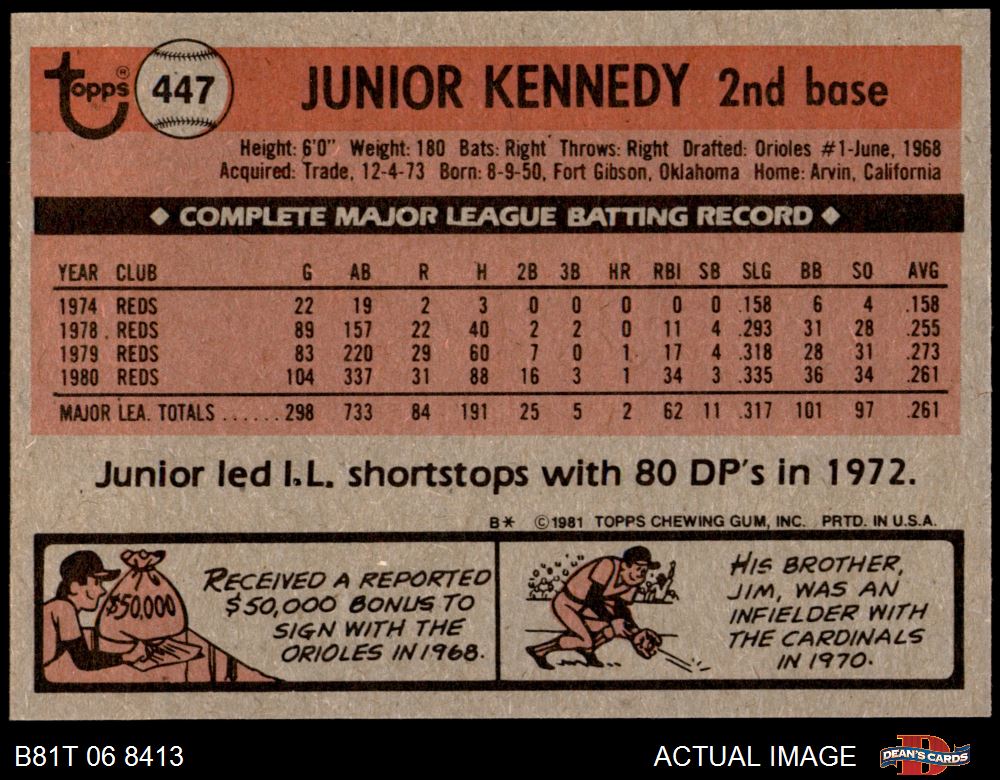 topps® 447 JUNIOR KENNEDY 2nd base
Height: 6'0" Weight: 180 Bats: Right Throws: Right Drafted: Orioles #1-June, 1968
Acquired: Trade, 12-4-73 Born: 8-9-50, Fort Gibson, Oklahoma Home: Arvin, California
◆ COMPLETE MAJOR LEAGUE BATTING RECORD ◆
YEAR CLUB G AB R H 2B 3B HR RBI SB SLG BB SO AVG
1974 REDS 22 19 2 3 0 0 0 0 0 .158 6 4 .158
1978 . REDS 89 157 22 40 2 2 0 11 4 .293 31 28 .255
1979 REDS 83 220 29 60 7 0 1 17 4 .318 28 31 .273
1980 REDS 104 337 31 88 16 3 1 34 3 .335 36 34 .261
MAJOR LEA. TOTALS ...... 298 733 84 191 25 5 2 62 11 .317 101 97 .261
Junior led I.L. shortstops with 80 DP's in 1972.
B* ©1981 TOPPS CHEWING GUM, INC. PRTD. IN U.S.A.
$50,000
RECEIVED A REPORTED
$50,000 BONUS TO
SIGN WITH THE
ORIOLES IN 1968.
HIS BROTHER,
JIM, WAS AN
INFIELDER WITH
THE CARDINALS
IN 1970.
B81T 06 8413 ACTUAL IMAGE DEAN'S CARDS